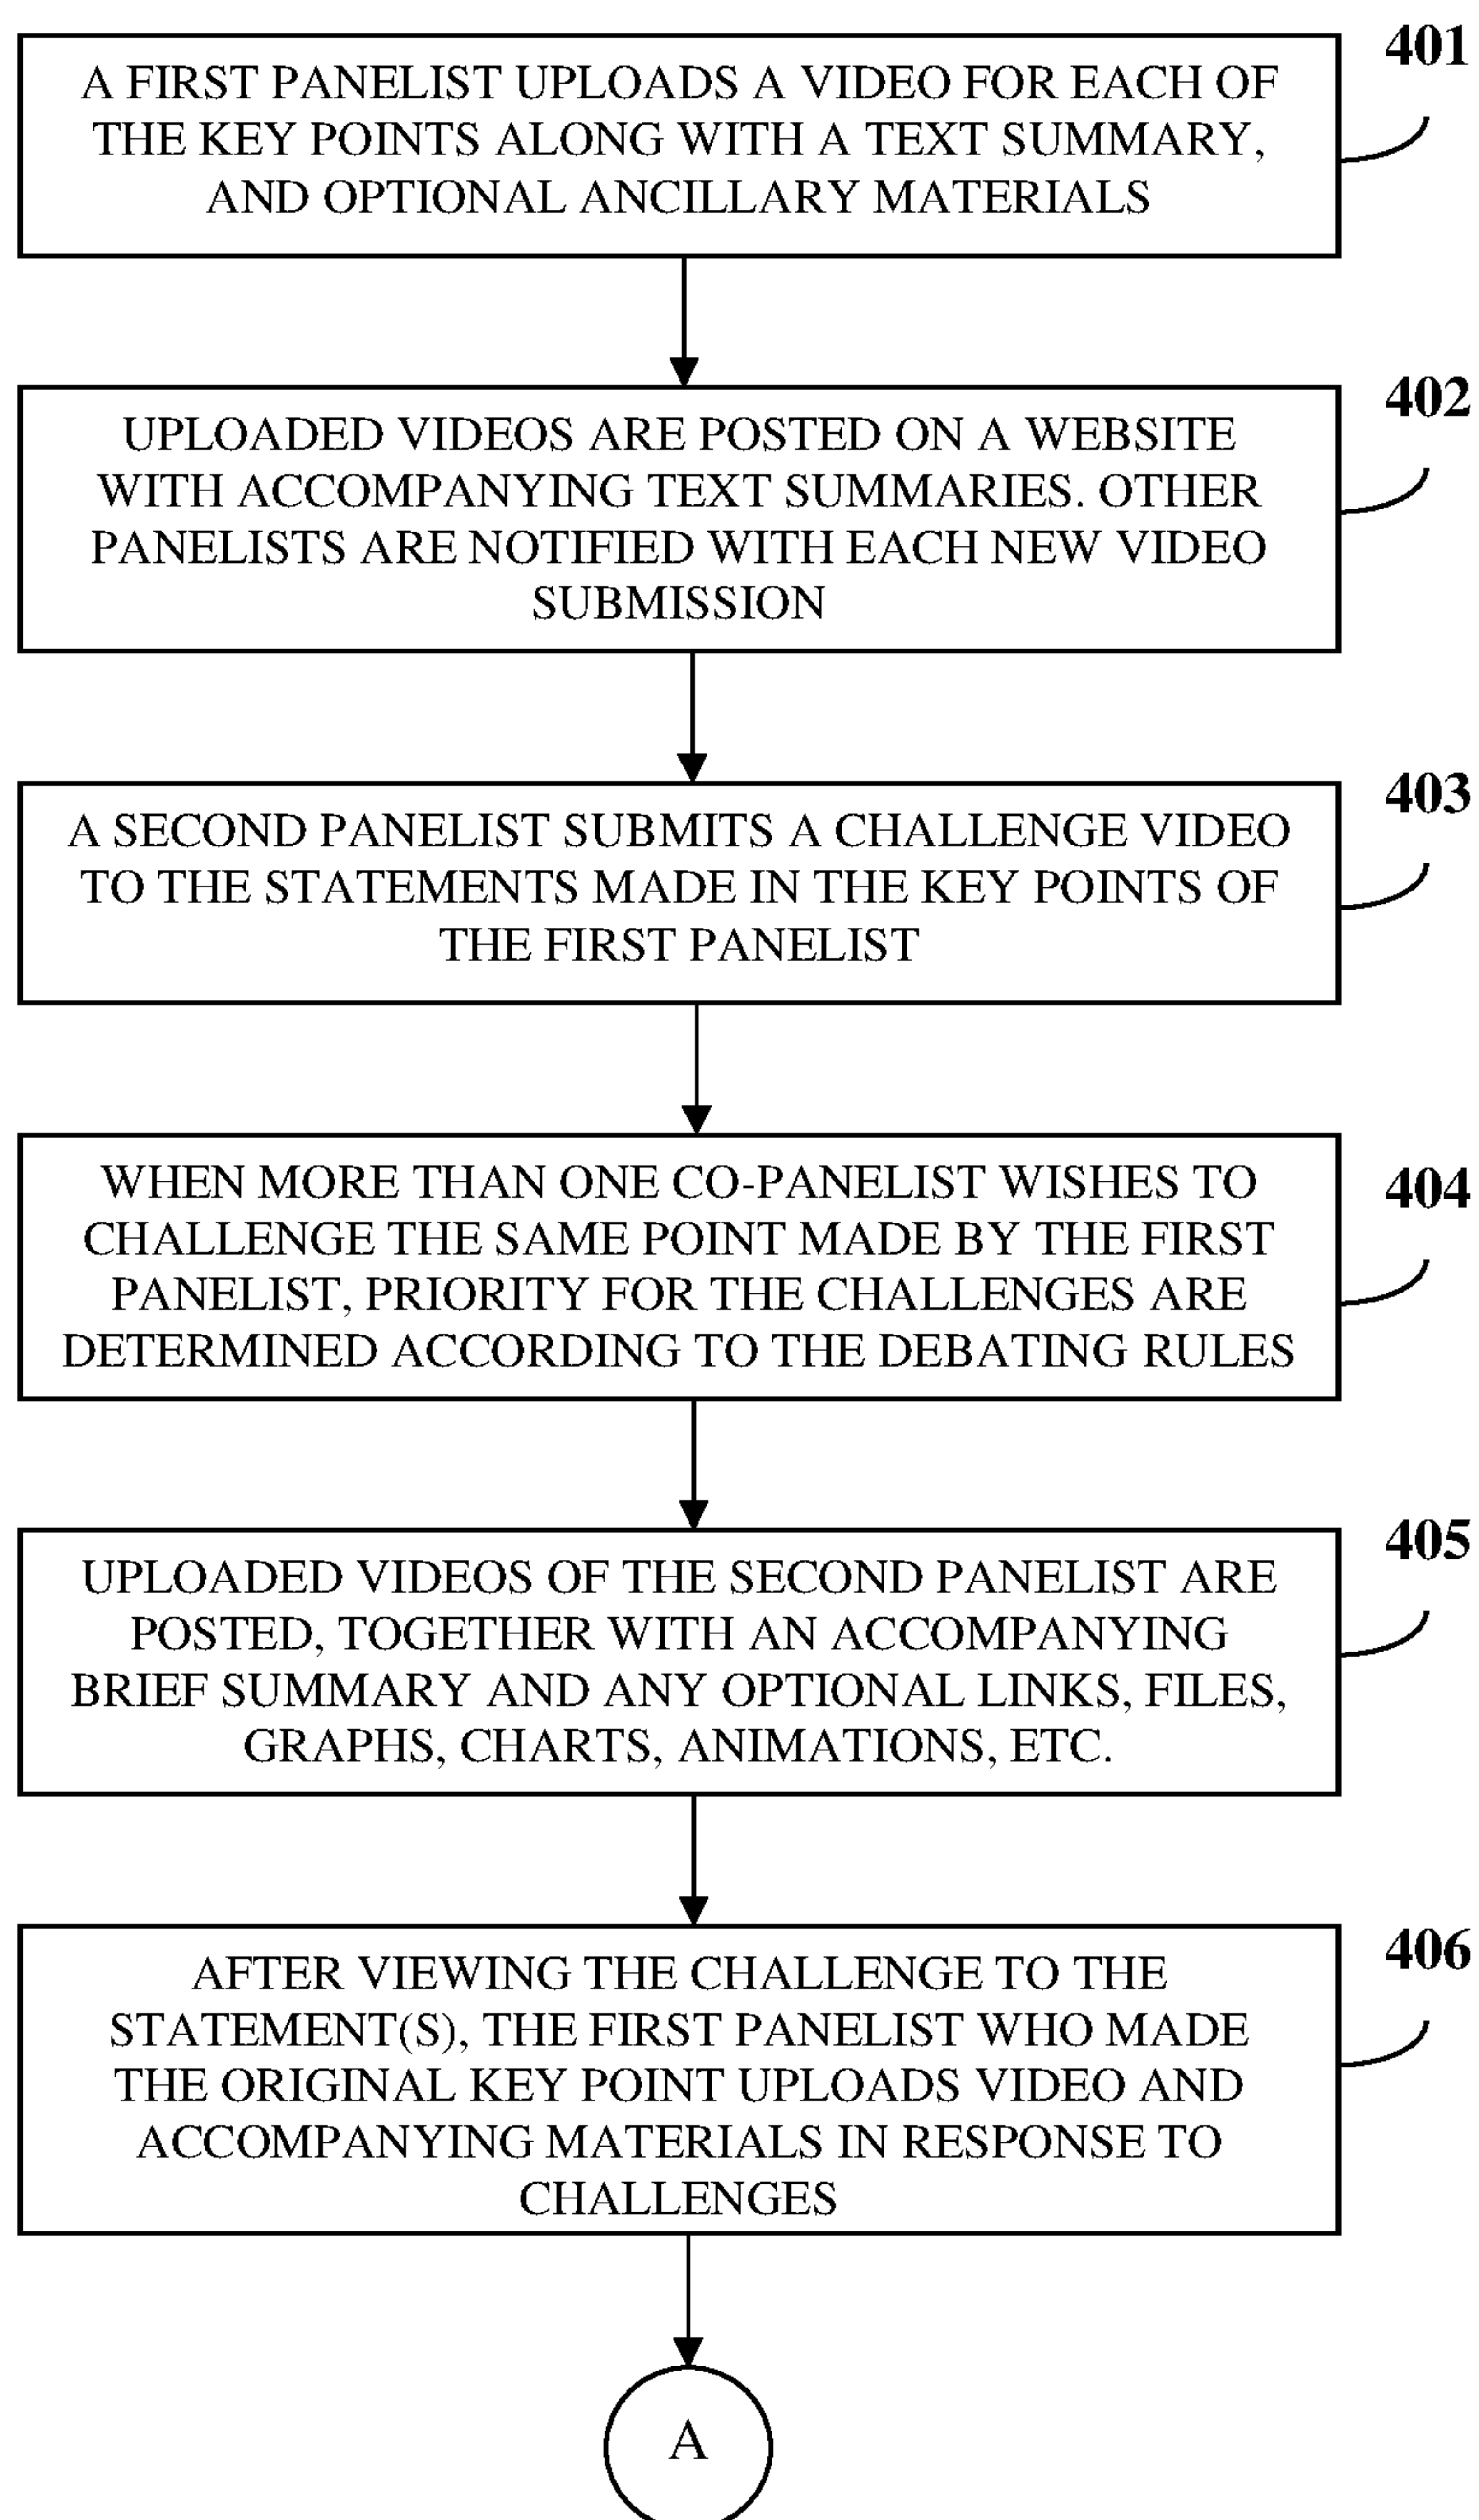 401
A FIRST PANELIST UPLOADS A VIDEO FOR EACH OF
THE KEY POINTS ALONG WITH A TEXT SUMMARY,
AND OPTIONAL ANCILLARY MATERIALS
402
UPLOADED VIDEOS ARE POSTED ON A WEBSITE
WITH ACCOMPANYING TEXT SUMMARIES. OTHER
PANELISTS ARE NOTIFIED WITH EACH NEW VIDEO
SUBMISSION
403
A SECOND PANELIST SUBMITS A CHALLENGE VIDEO
TO THE STATEMENTS MADE IN THE KEY POINTS OF
THE FIRST PANELIST
404
WHEN MORE THAN ONE CO-PANELIST WISHES TO
CHALLENGE THE SAME POINT MADE BY THE FIRST
PANELIST, PRIORITY FOR THE CHALLENGES ARE
DETERMINED ACCORDING TO THE DEBATING RULES
405
UPLOADED VIDEOS OF THE SECOND PANELIST ARE
POSTED, TOGETHER WITH AN ACCOMPANYING
BRIEF SUMMARY AND ANY OPTIONAL LINKS, FILES,
GRAPHS, CHARTS, ANIMATIONS, ETC.
406
AFTER VIEWING THE CHALLENGE TO THE
STATEMENT(S), THE FIRST PANELIST WHO MADE
THE ORIGINAL KEY POINT UPLOADS VIDEO AND
ACCOMPANYING MATERIALS IN RESPONSE TO
CHALLENGES
A